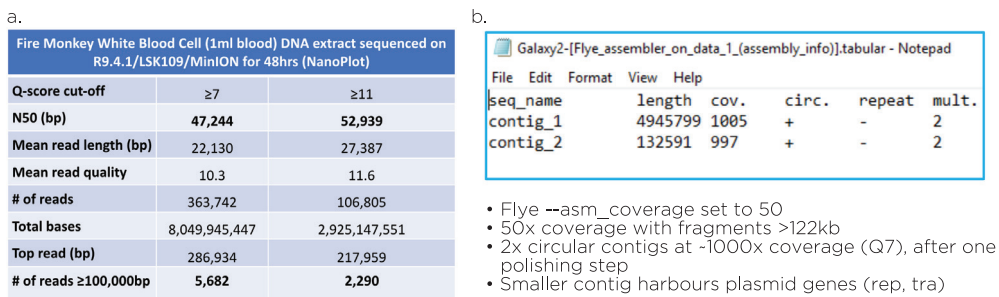 a.
Fire Monkey White Blood Cell (1ml blood) DNA extract sequenced on
R9.4.1/LSK109/MinION for 48hrs (NanoPlot)
Q-score cut-off ≥7 ≥11
N50 (bp) 47,244 52,939
Mean read length (bp) 22,130 27,387
Mean read quality 10.3 11.6
# of reads 363,742 106,805
Total bases 8,049,945,447 2,925,147,551
Top read (bp) 286,934 217,959
# of reads ≥100,000bp 5,682 2,290
b.
Galaxy2-[Flye_assembler_on_data_1_(assembly_info)].tabular - Notepad
File Edit Format View Help
seq_name length cov. circ. repeat mult.
contig_1 4945799 1005 + - 2
contig_2 132591 997 + - 2
• Flye --asm_coverage set to 50
• 50x coverage with fragments >122kb
• 2x circular contigs at ~1000x coverage (Q7), after one
polishing step
• Smaller contig harbours plasmid genes (rep, tra)